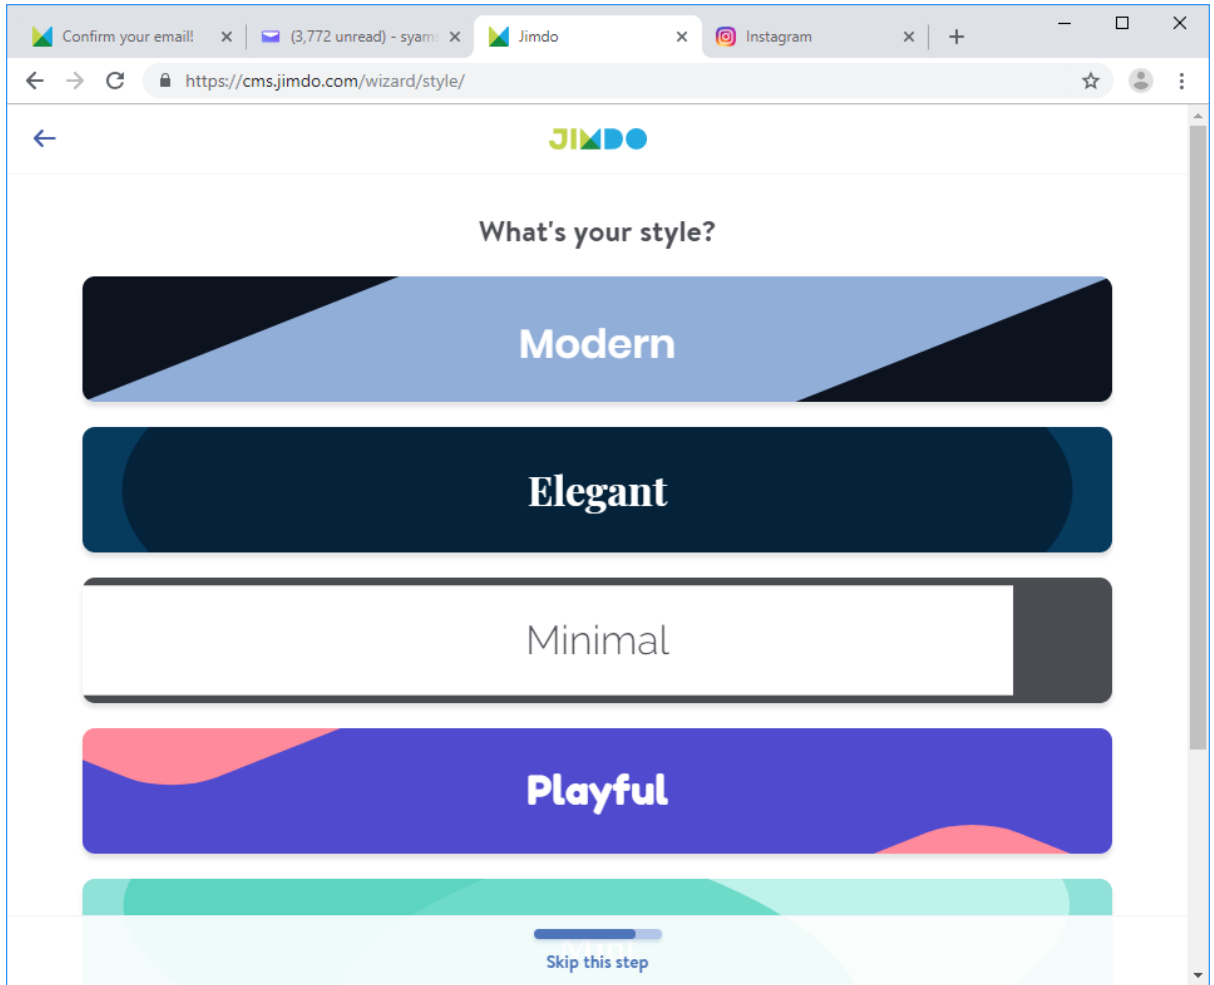 Confirm your email!
(3,772 unread) - syam
Jimdo
Instagram
https://cms.jimdo.com/wizard/style/
JIMDO
What's your style?
Modern
Elegant
Minimal
Playful
Skip this step